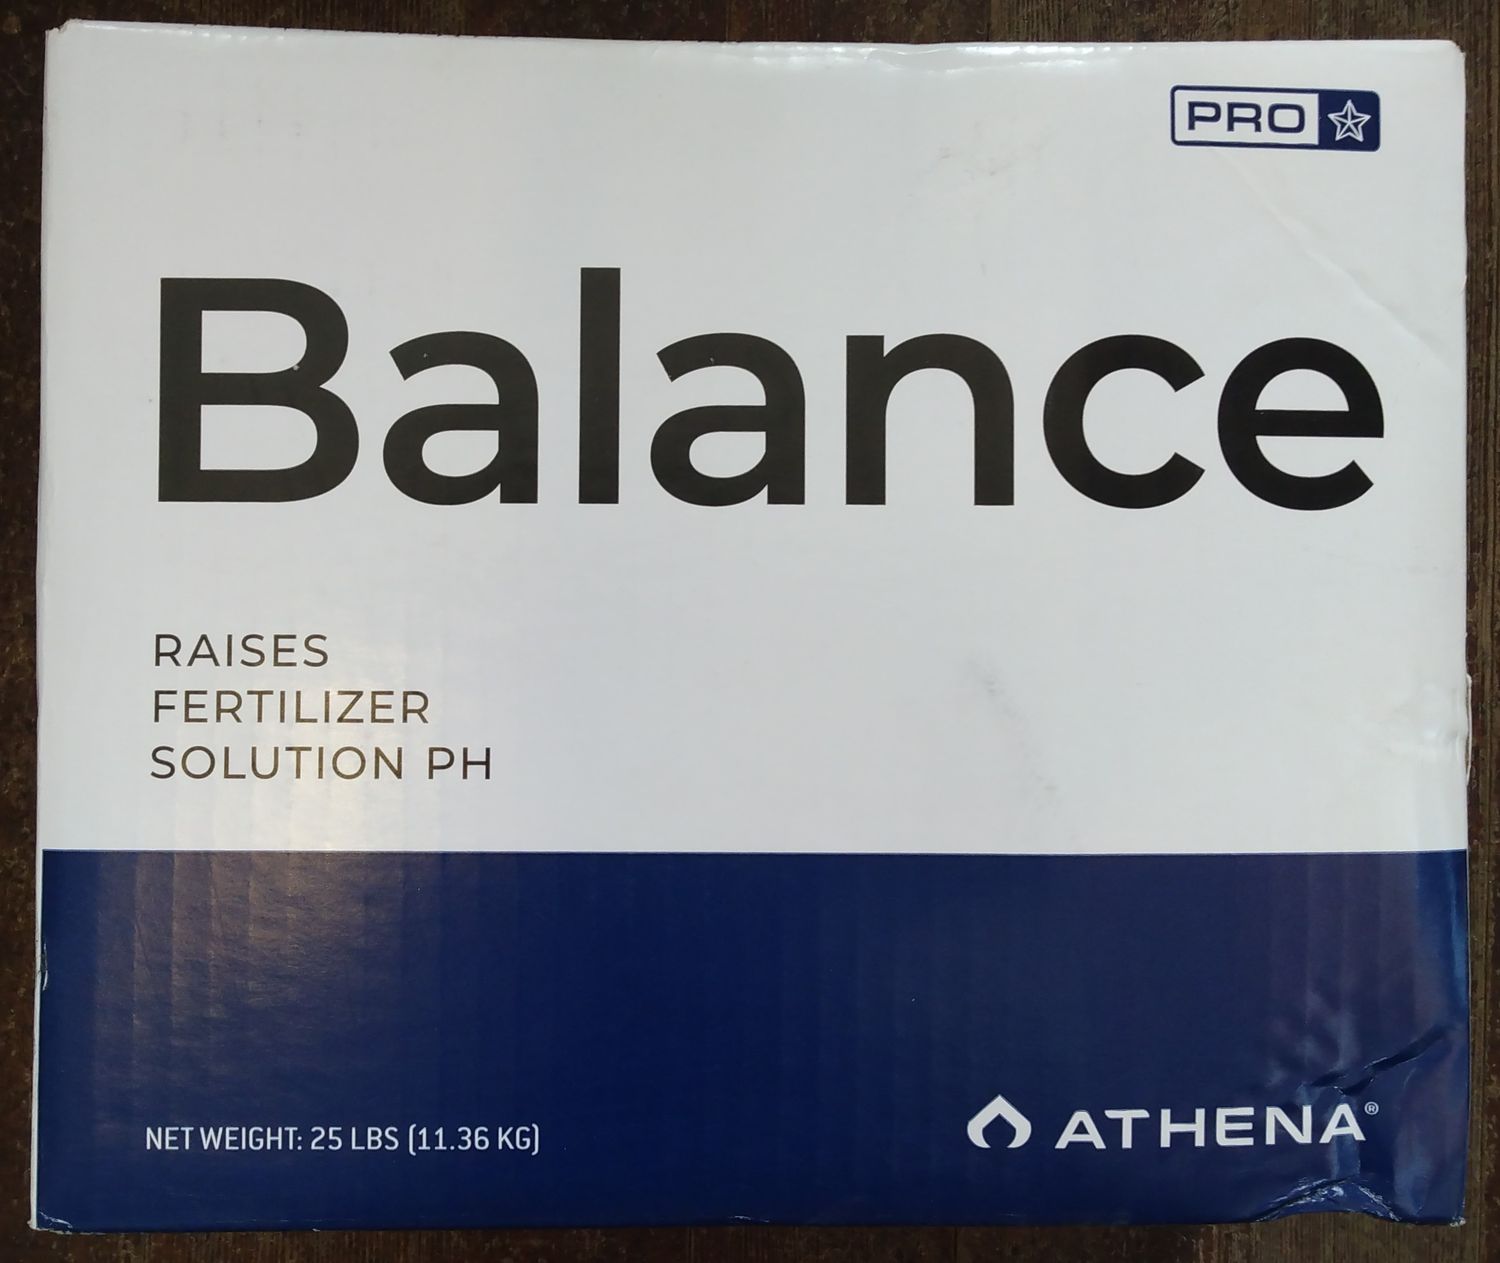 PRO
Balance
RAISES
FERTILIZER
SOLUTION PH
NET WEIGHT: 25 LBS (11.36 KG)
ATHENA®